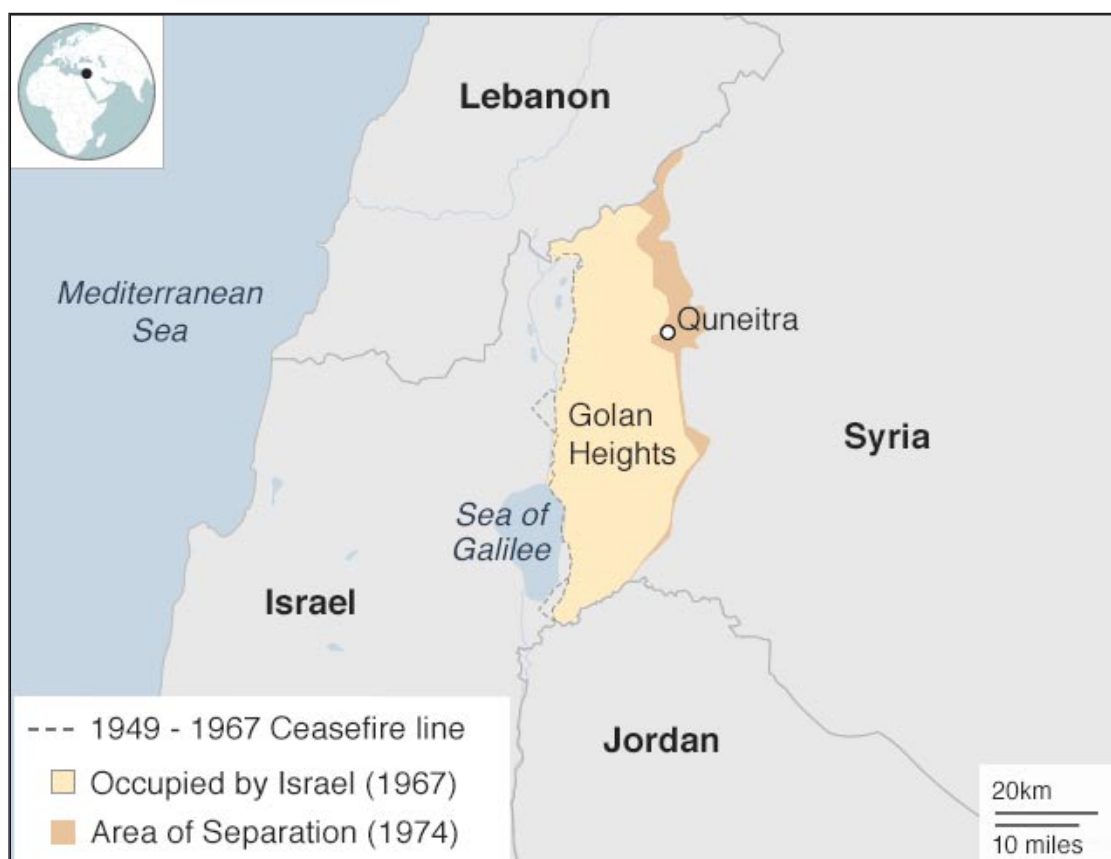 Lebanon
Mediterranean
Sea
Quneitra
Golan
Heights
Syria
Sea of
Galilee
Israel
Jordan
1949 - 1967 Ceasefire line
Occupied by Israel (1967)
Area of Separation (1974)
20km
10 miles